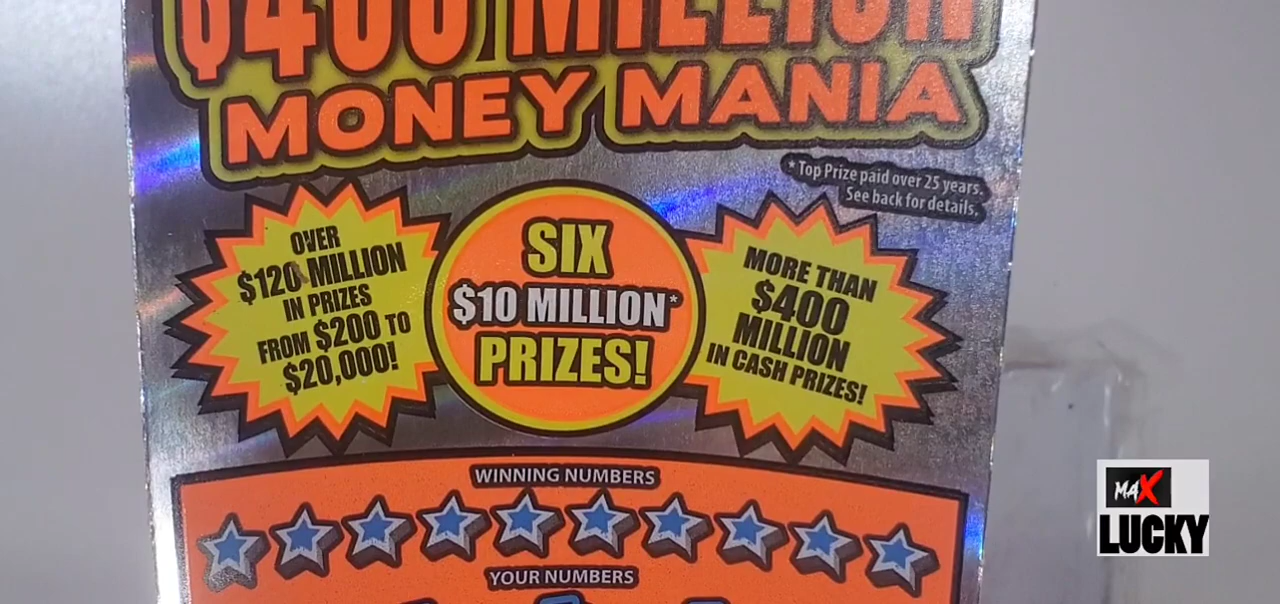 $400 MILLION
MONEY MANIA
*Top Prize paid over 25 years.
See back for details.
OVER
$120 MILLION
IN PRIZES
FROM $200 TO
$20,000!
SIX
$10 MILLION*
PRIZES!
MORE THAN
$400
MILLION
IN CASH PRIZES!
WINNING NUMBERS
YOUR NUMBERS
MAX
LUCKY